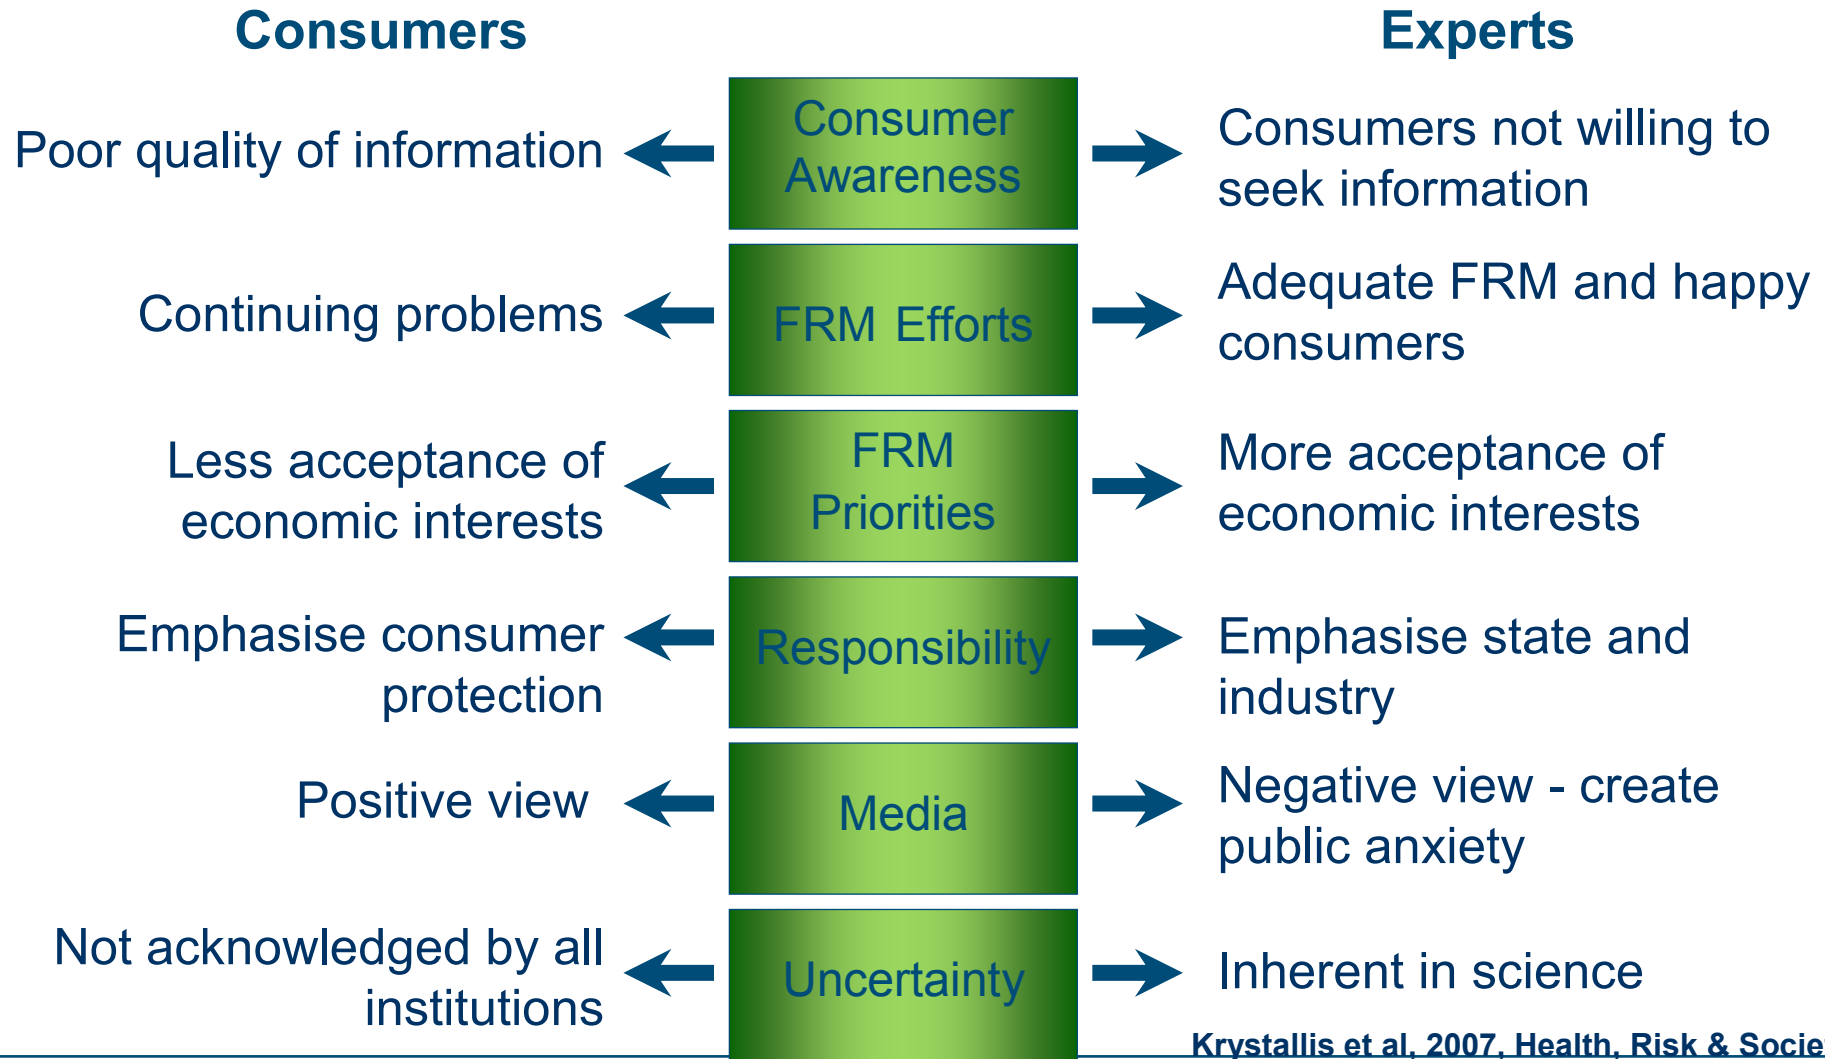 Consumers
Experts
Poor quality of information
Consumer
Awareness
Consumers not willing to
seek information
Continuing problems
FRM Efforts
Adequate FRM and happy
consumers
Less acceptance of
economic interests
FRM
Priorities
More acceptance of
economic interests
Emphasise consumer
protection
Responsibility
Emphasise state and
industry
Positive view
Media
Negative view - create
public anxiety
Not acknowledged by all
institutions
Uncertainty
Inherent in science
Krystallis et al, 2007, Health, Risk &